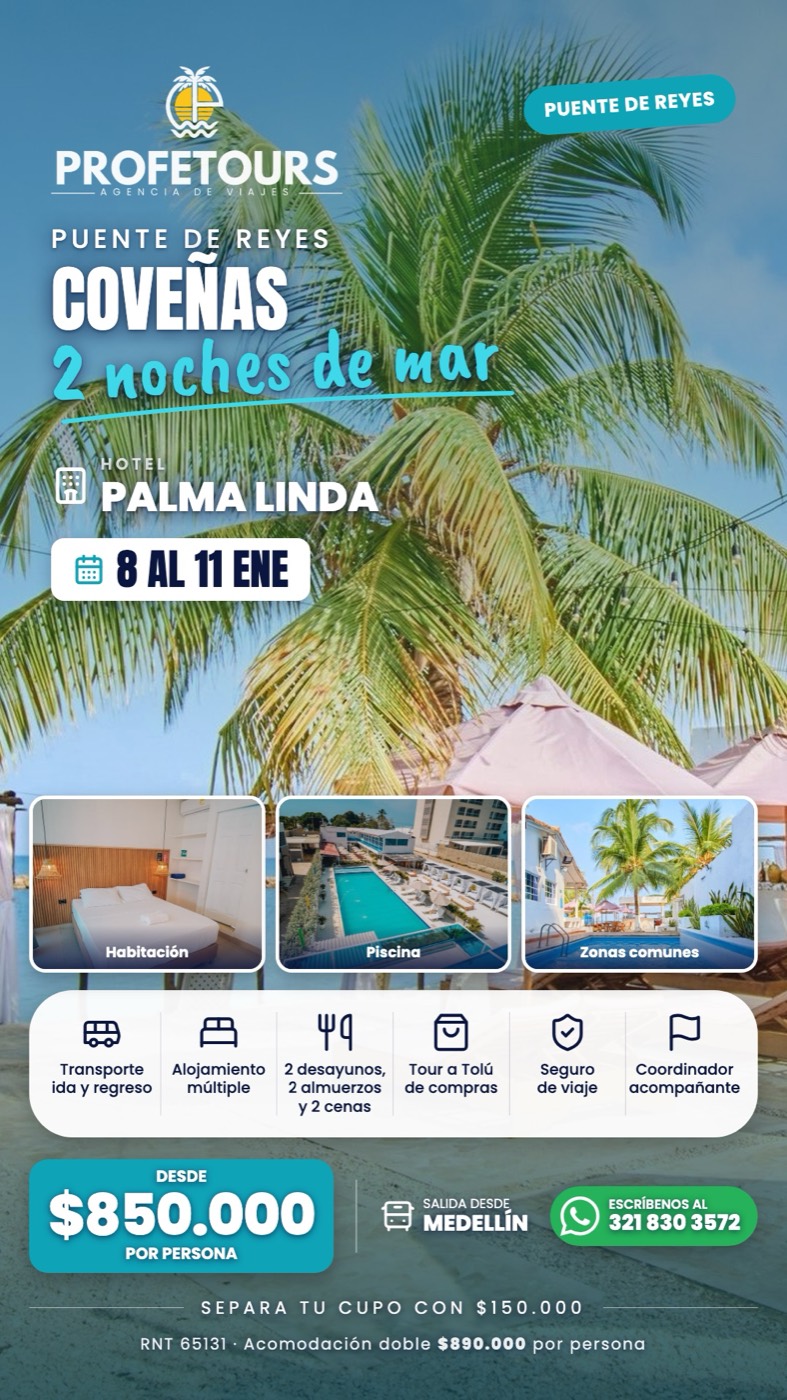 PUENTE DE REYES
PROFETOURS
AGENCIA DE VIAJES
PUENTE DE REYES
COVEÑAS
2 noches de mar
HOTEL
PALMA LINDA
8 AL 11 ENE
Habitación
Piscina
Zonas comunes
Transporte
ida y regreso
Alojamiento
múltiple
2 desayunos,
2 almuerzos
y 2 cenas
Tour a Tolú
de compras
Seguro
de viaje
Coordinador
acompañante
DESDE
$850.000
POR PERSONA
SALIDA DESDE
MEDELLÍN
ESCRÍBENOS AL
321 830 3572
SEPARA TU CUPO CON $150.000
RNT 65131 · Acomodación doble $890.000 por persona